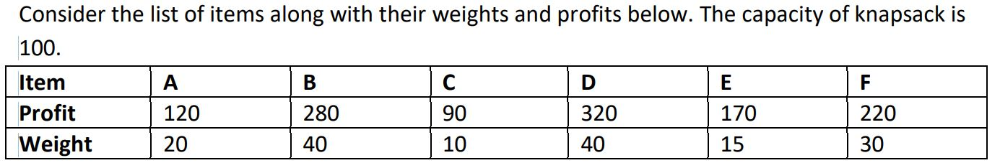 Consider the list of items along with their weights and profits below. The capacity of knapsack is
100.
Item A B C D E F
Profit 120 280 90 320 170 220
Weight 20 40 10 40 15 30